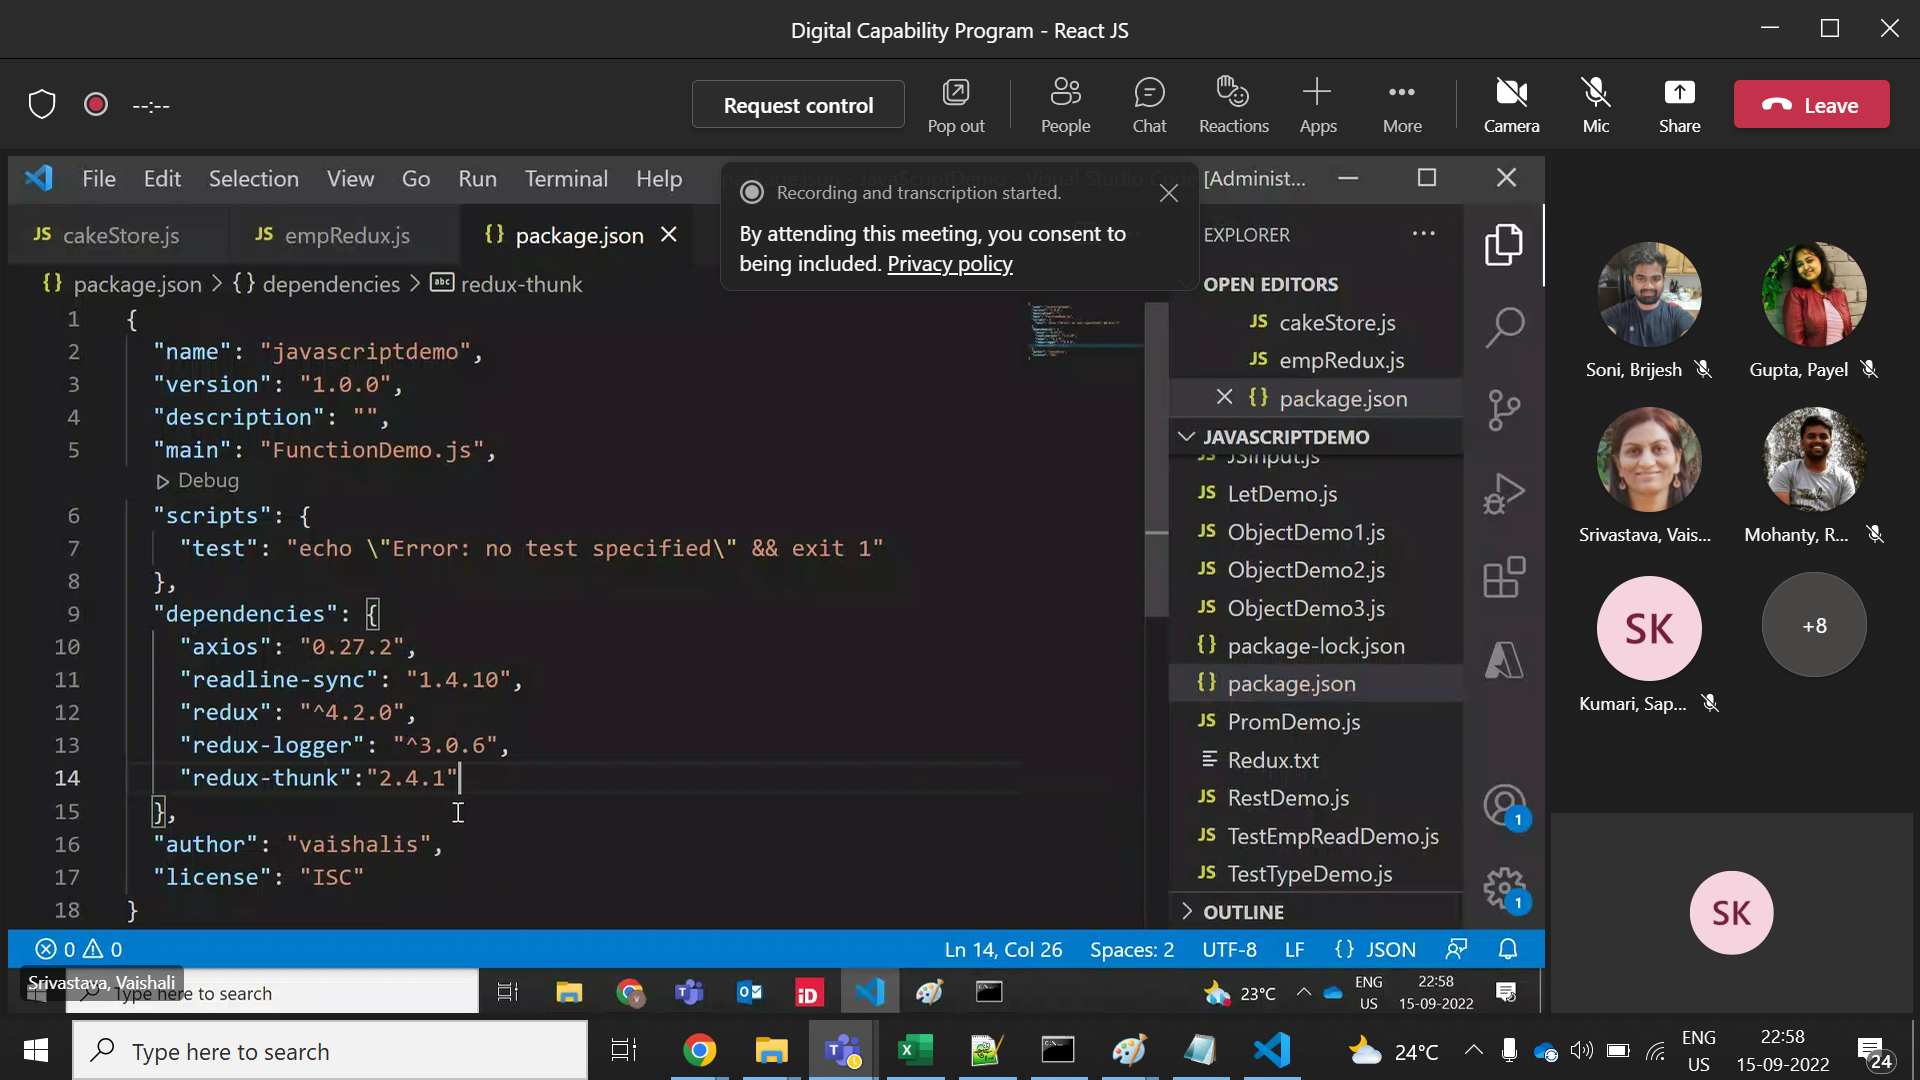 Digital Capability Program - React JS
--:--
Request control
Pop out
People
Chat
Reactions
Apps
More
Camera
Mic
Share
Leave
File Edit Selection View Go Run Terminal Help
[Administ...
Recording and transcription started.
By attending this meeting, you consent to
being included. Privacy policy
JS cakeStore.js
JS empRedux.js
{} package.json
{} package.json > {} dependencies > abc redux-thunk
1 {
2 "name": "javascriptdemo",
3 "version": "1.0.0",
4 "description": "",
5 "main": "FunctionDemo.js",
Debug
6 "scripts": {
7 "test": "echo \"Error: no test specified\" && exit 1"
8 },
9 "dependencies": {
10 "axios": "0.27.2",
11 "readline-sync": "1.4.10",
12 "redux": "^4.2.0",
13 "redux-logger": "^3.0.6",
14 "redux-thunk":"2.4.1"
15 },
16 "author": "vaishalis",
17 "license": "ISC"
18 }
EXPLORER
OPEN EDITORS
JS cakeStore.js
JS empRedux.js
{} package.json
JAVASCRIPTDEMO
JS JSInput.js
JS LetDemo.js
JS ObjectDemo1.js
JS ObjectDemo2.js
JS ObjectDemo3.js
{} package-lock.json
{} package.json
JS PromDemo.js
Redux.txt
JS RestDemo.js
JS TestEmpReadDemo.js
JS TestTypeDemo.js
OUTLINE
1
1
0 0
Ln 14, Col 26
Spaces: 2
UTF-8
LF
{} JSON
Srivastava, Vaishali
Type here to search
iD
23°C
ENG
US
22:58
15-09-2022
Soni, Brijesh
Gupta, Payel
Srivastava, Vais...
Mohanty, R...
SK
+8
Kumari, Sap...
SK
Type here to search
24°C
ENG
US
22:58
15-09-2022
24